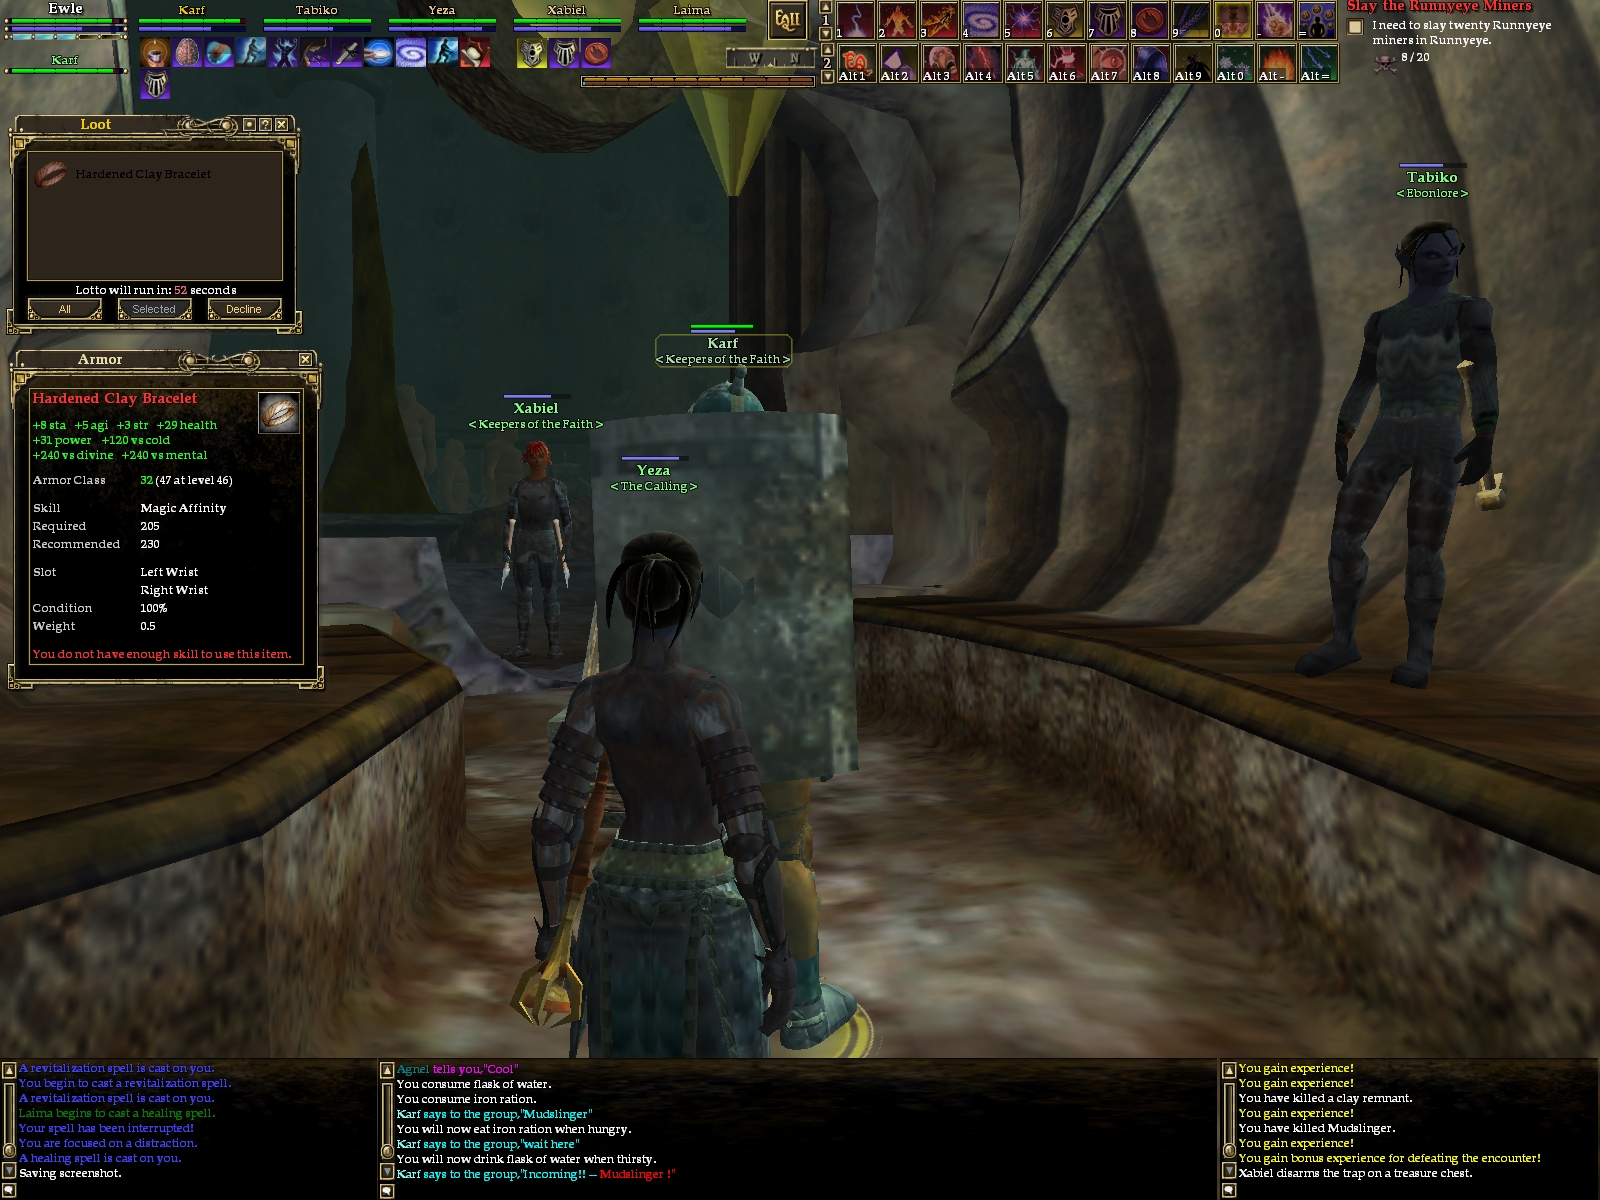 Ewle
Karf
Tabiko
Yeza
Xabiel
Laima
EQII
Karf
W
N
1
1
2
3
4
5
6
7
8
9
0
-
=
2
Alt 1
Alt 2
Alt 3
Alt 4
Alt 5
Alt 6
Alt 7
Alt 8
Alt 9
Alt 0
Alt -
Alt =
Slay the Runnyeye Miners
I need to slay twenty Runnyeye
miners in Runnyeye.
8 / 20
Loot
?
Hardened Clay Bracelet
Lotto will run in: 52 seconds
All
Selected
Decline
Tabiko
< Ebonlore >
Karf
< Keepers of the Faith >
Xabiel
< Keepers of the Faith >
Yeza
< The Calling >
Armor
Hardened Clay Bracelet
+8 sta +5 agi +3 str +29 health
+31 power +120 vs cold
+240 vs divine +240 vs mental
Armor Class 32 (47 at level 46)
Skill Magic Affinity
Required 205
Recommended 230
Slot Left Wrist
Right Wrist
Condition 100%
Weight 0.5
You do not have enough skill to use this item.
A revitalization spell is cast on you.
You begin to cast a revitalization spell.
A revitalization spell is cast on you.
Laima begins to cast a healing spell.
Your spell has been interrupted!
You are focused on a distraction.
A healing spell is cast on you.
Saving screenshot.
Agnel tells you,"Cool"
You consume flask of water.
You consume iron ration.
Karf says to the group,"Mudslinger"
You will now eat iron ration when hungry.
Karf says to the group,"wait here"
You will now drink flask of water when thirsty.
Karf says to the group,"Incoming!! -- Mudslinger !"
You gain experience!
You gain experience!
You have killed a clay remnant.
You gain experience!
You have killed Mudslinger.
You gain experience!
You gain bonus experience for defeating the encounter!
Xabiel disarms the trap on a treasure chest.